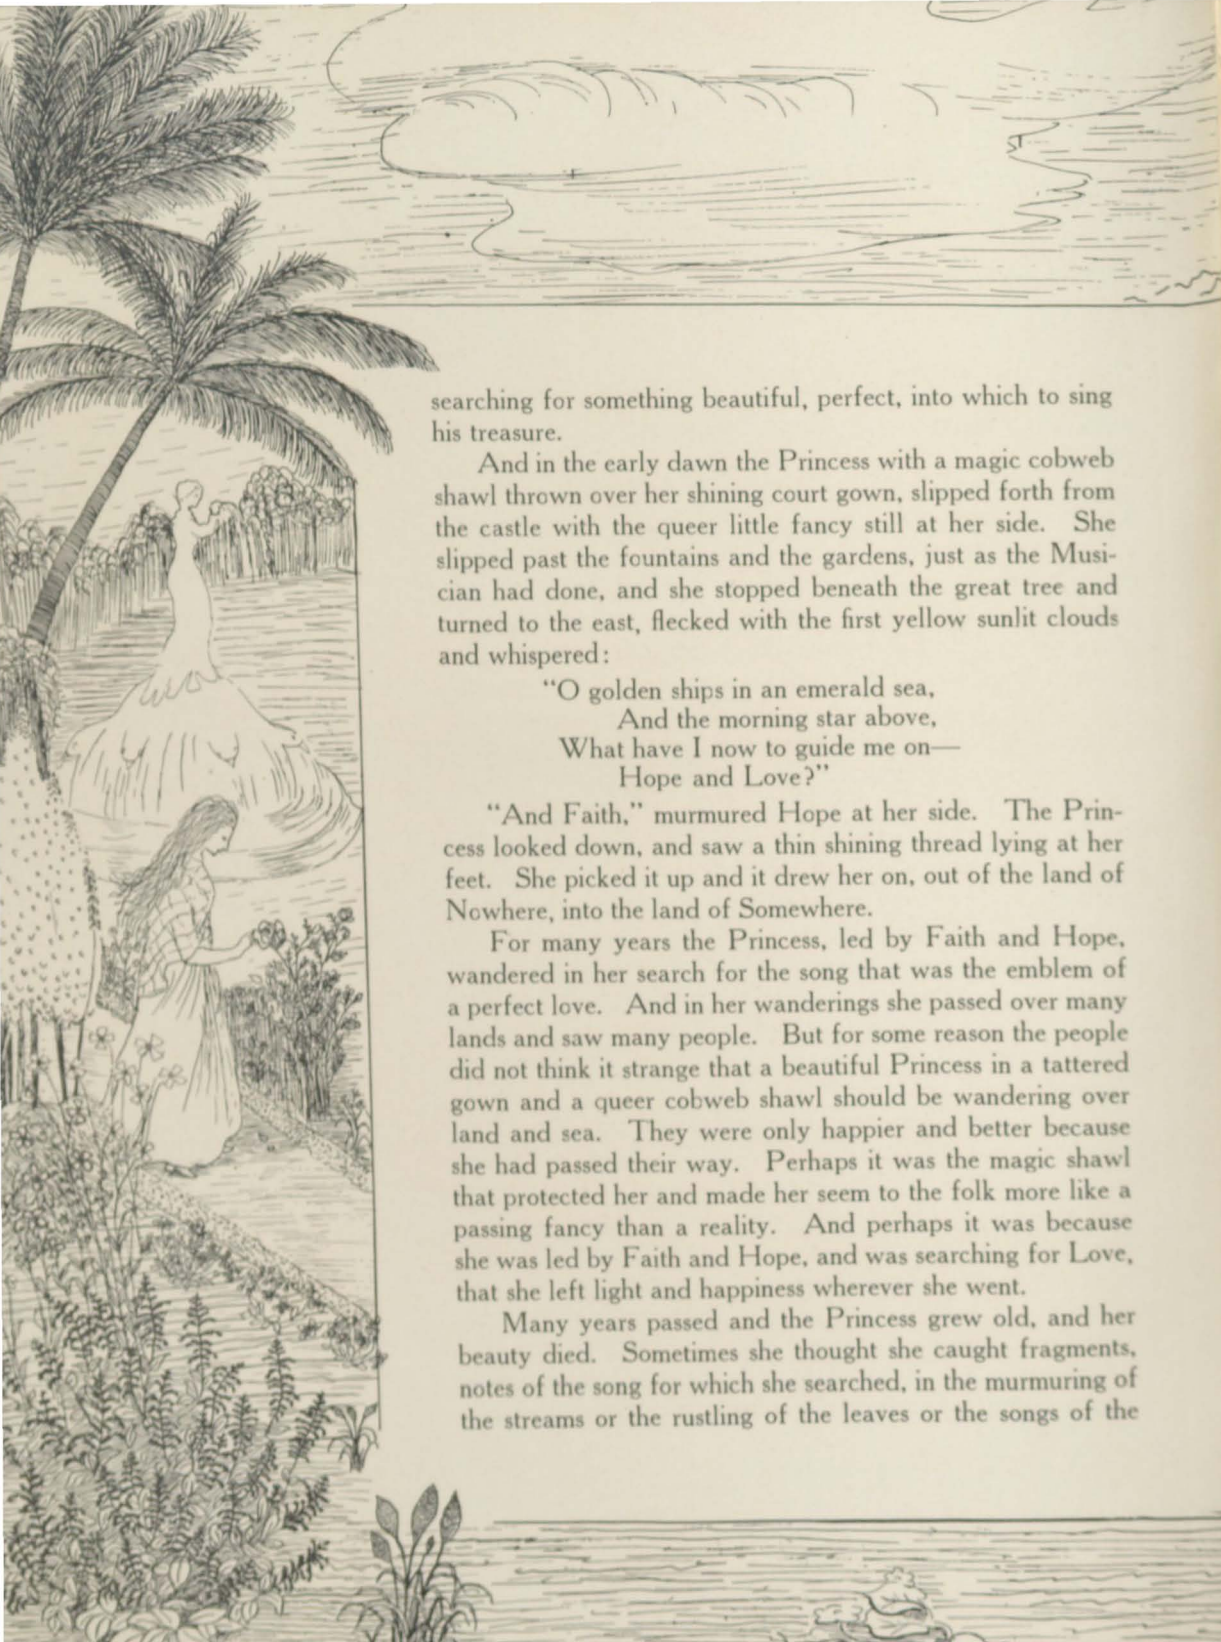 searching for something beautiful, perfect, into which to sing
his treasure.
And in the early dawn the Princess with a magic cobweb
shawl thrown over her shining court gown, slipped forth from
the castle with the queer little fancy still at her side. She
slipped past the fountains and the gardens, just as the Musi-
cian had done, and she stopped beneath the great tree and
turned to the east, flecked with the first yellow sunlit clouds
and whispered:
“O golden ships in an emerald sea,
And the morning star above,
What have I now to guide me on—
Hope and Love?”
“And Faith,” murmured Hope at her side. The Prin-
cess looked down, and saw a thin shining thread lying at her
feet. She picked it up and it drew her on, out of the land of
Nowhere, into the land of Somewhere.
For many years the Princess, led by Faith and Hope,
wandered in her search for the song that was the emblem of
a perfect love. And in her wanderings she passed over many
lands and saw many people. But for some reason the people
did not think it strange that a beautiful Princess in a tattered
gown and a queer cobweb shawl should be wandering over
land and sea. They were only happier and better because
she had passed their way. Perhaps it was the magic shawl
that protected her and made her seem to the folk more like a
passing fancy than a reality. And perhaps it was because
she was led by Faith and Hope, and was searching for Love,
that she left light and happiness wherever she went.
Many years passed and the Princess grew old, and her
beauty died. Sometimes she thought she caught fragments,
notes of the song for which she searched, in the murmuring of
the streams or the rustling of the leaves or the songs of the